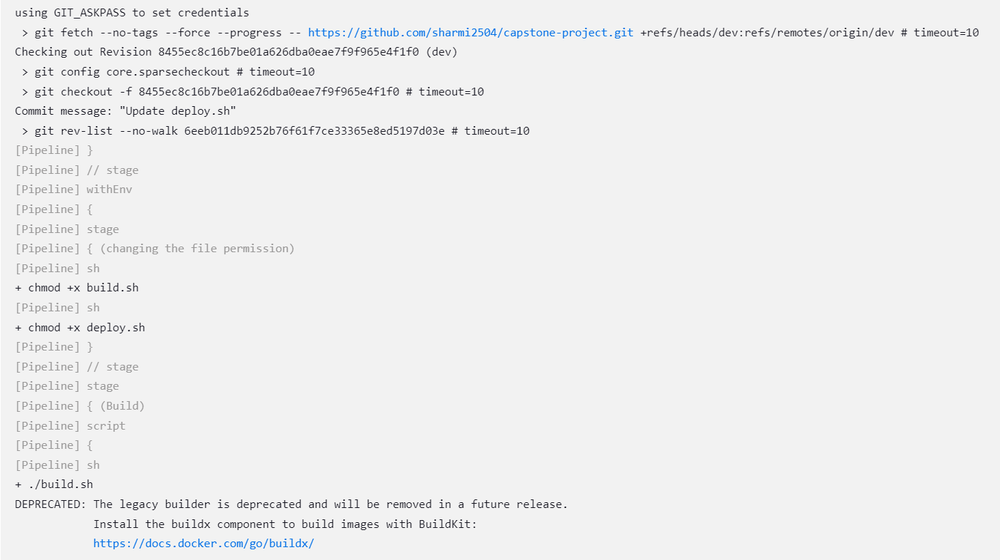 using GIT_ASKPASS to set credentials
> git fetch --no-tags --force --progress -- https://github.com/sharmi2504/capstone-project.git +refs/heads/dev:refs/remotes/origin/dev # timeout=10
Checking out Revision 8455ec8c16b7be01a626dba0eae7f9f965e4f1f0 (dev)
> git config core.sparsecheckout # timeout=10
> git checkout -f 8455ec8c16b7be01a626dba0eae7f9f965e4f1f0 # timeout=10
Commit message: "Update deploy.sh"
> git rev-list --no-walk 6eeb011db9252b76f61f7ce33365e8ed5197d03e # timeout=10
[Pipeline] }
[Pipeline] // stage
[Pipeline] withEnv
[Pipeline] {
[Pipeline] stage
[Pipeline] { (changing the file permission)
[Pipeline] sh
+ chmod +x build.sh
[Pipeline] sh
+ chmod +x deploy.sh
[Pipeline] }
[Pipeline] // stage
[Pipeline] stage
[Pipeline] { (Build)
[Pipeline] script
[Pipeline] {
[Pipeline] sh
+ ./build.sh
DEPRECATED: The legacy builder is deprecated and will be removed in a future release.
Install the buildx component to build images with BuildKit:
https://docs.docker.com/go/buildx/